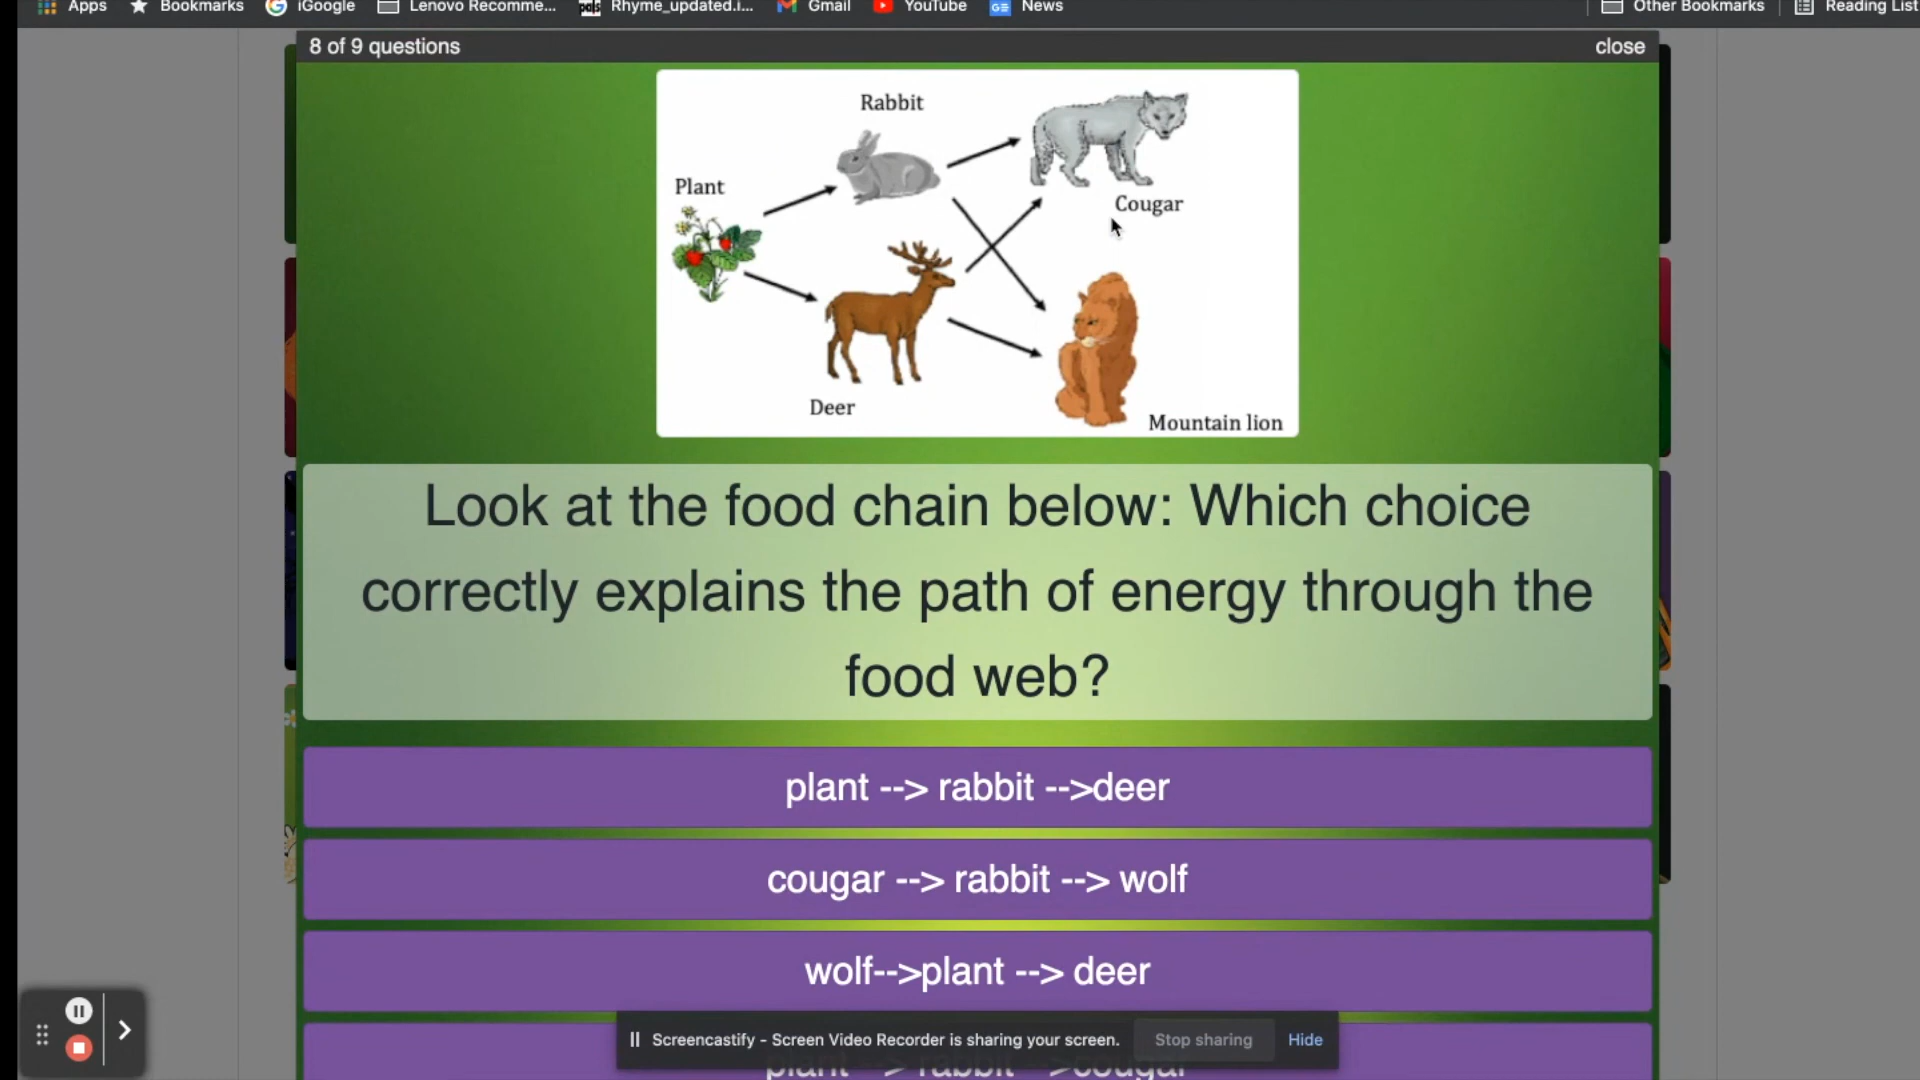 Apps Bookmarks iGoogle Lenovo Recomme... Rhyme_updated.i... Gmail YouTube News Other Bookmarks Reading List
8 of 9 questions close
Rabbit
Plant
Cougar
Deer
Mountain lion
Look at the food chain below: Which choice
correctly explains the path of energy through the
food web?
plant --> rabbit -->deer
cougar --> rabbit --> wolf
wolf-->plant --> deer
Screencastify - Screen Video Recorder is sharing your screen. Stop sharing Hide
plant --> rabbit -->cougar